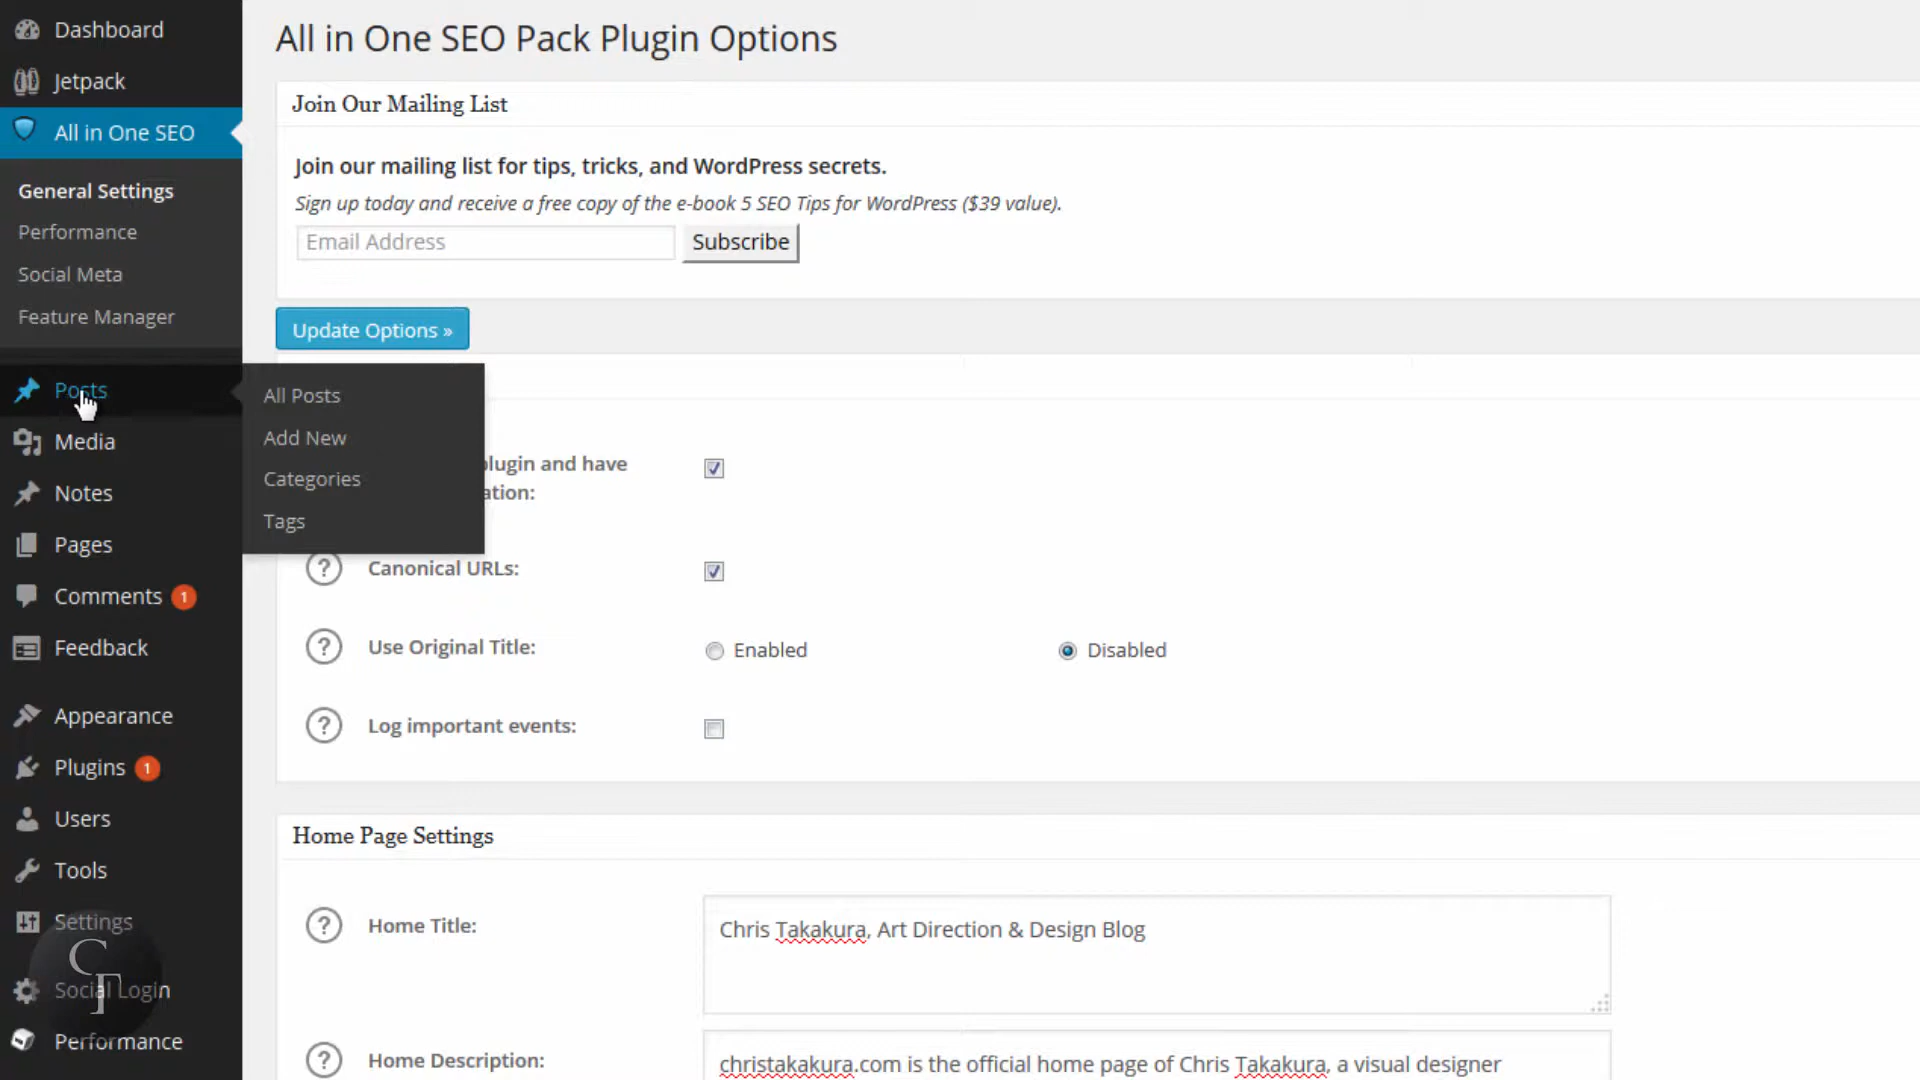 Dashboard
Jetpack
All in One SEO
General Settings
Performance
Social Meta
Feature Manager
Posts
Media
Notes
Pages
Comments 1
Feedback
Appearance
Plugins 1
Users
Tools
Settings
Social Login
Performance
CT
All Posts
Add New
Categories
Tags
All in One SEO Pack Plugin Options
Join Our Mailing List
Join our mailing list for tips, tricks, and WordPress secrets.
Sign up today and receive a free copy of the e-book 5 SEO Tips for WordPress ($39 value).
Email Address Subscribe
Update Options »
plugin and have
ation:
? Canonical URLs:
? Use Original Title: Enabled Disabled
? Log important events:
Home Page Settings
? Home Title: Chris Takakura, Art Direction & Design Blog
? Home Description: christakakura.com is the official home page of Chris Takakura, a visual designer